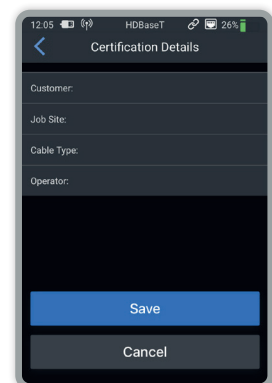 12:05 HDBaseT 26%
Certification Details
Customer:
Job Site:
Cable Type:
Operator:
Save
Cancel